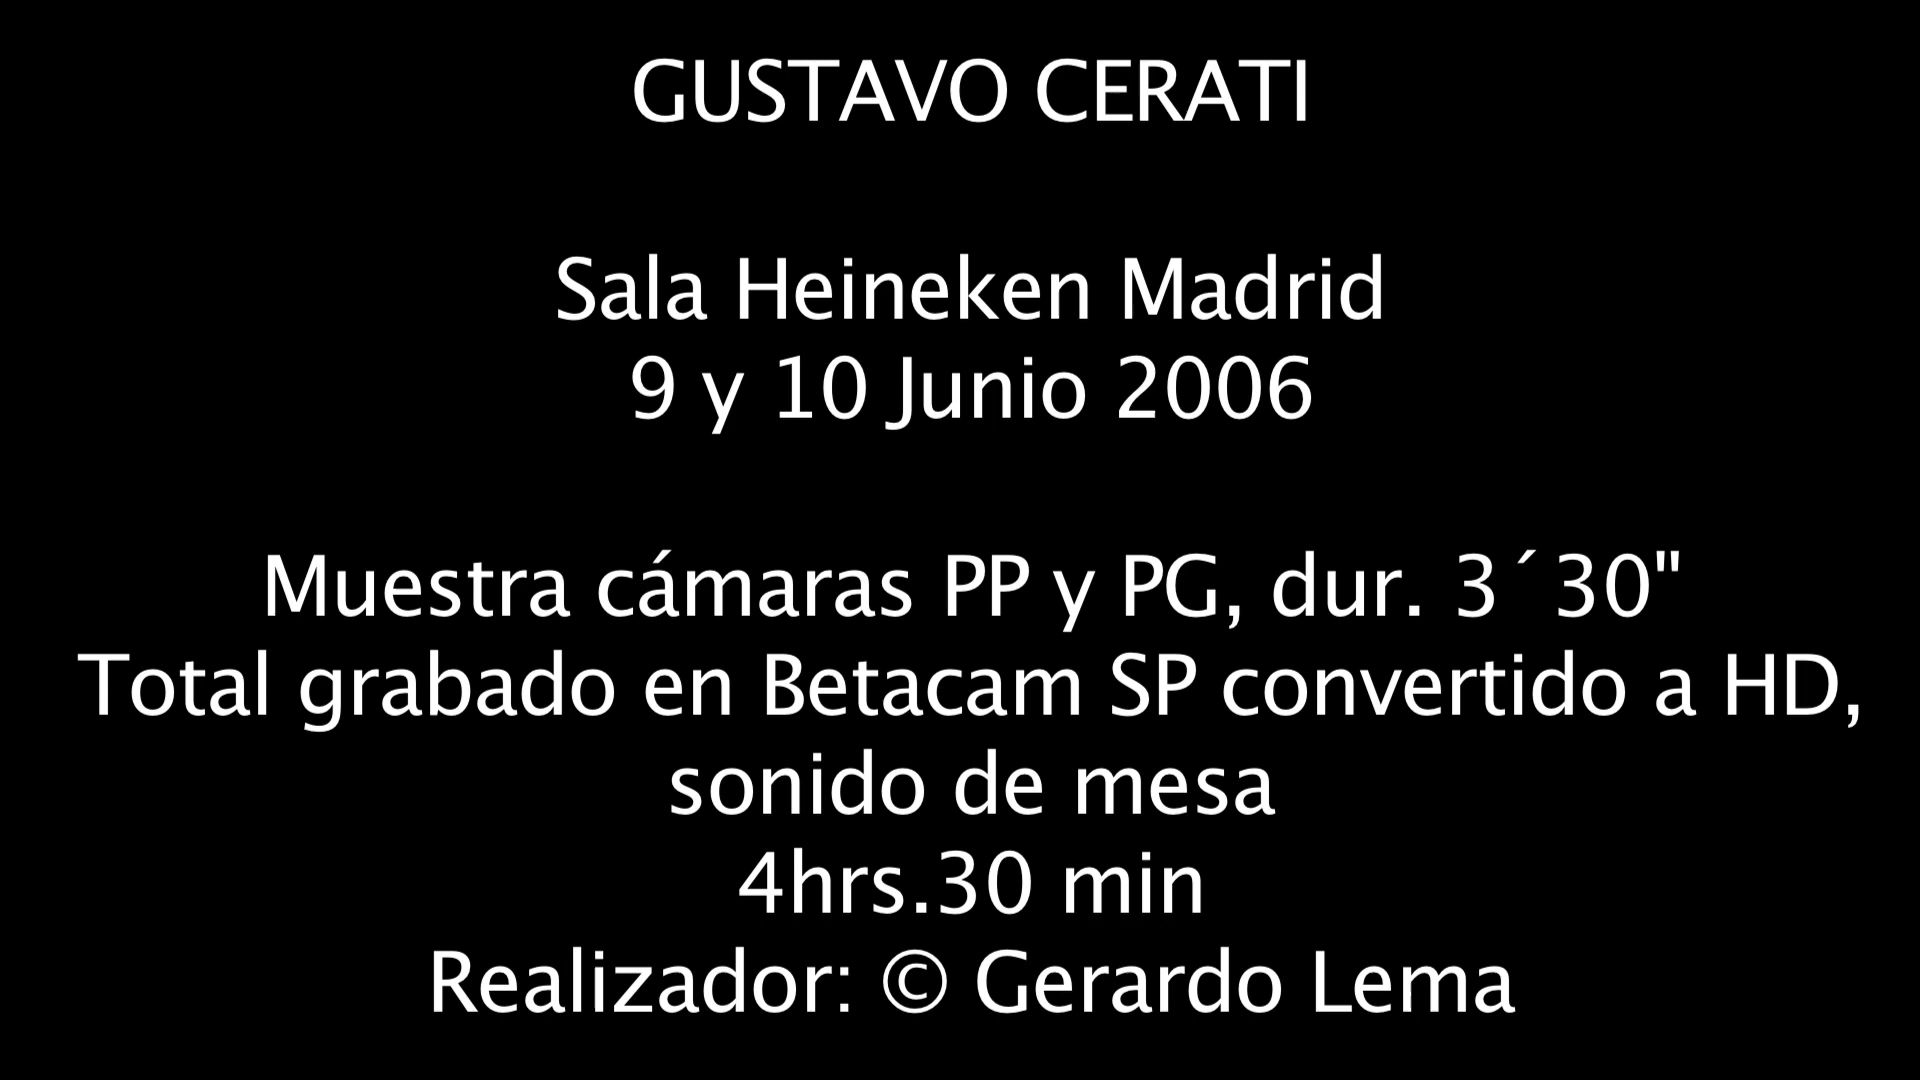 GUSTAVO CERATI
Sala Heineken Madrid
9 y 10 Junio 2006
Muestra cámaras PP y PG, dur. 3´30"
Total grabado en Betacam SP convertido a HD,
sonido de mesa
4hrs.30 min
Realizador: © Gerardo Lema